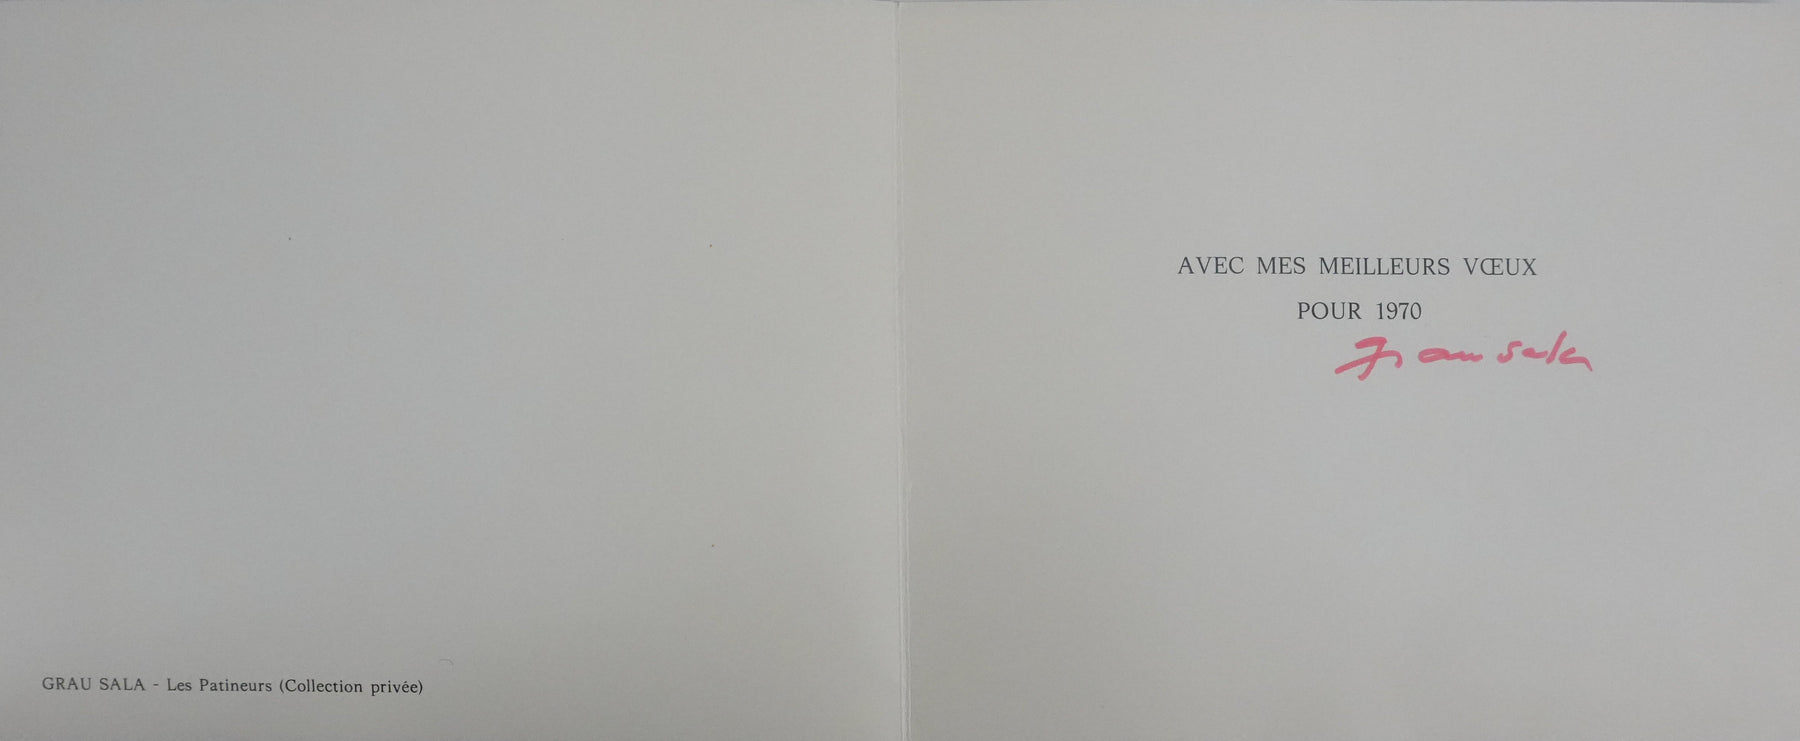 GRAU SALA - Les Patineurs (Collection privée)
AVEC MES MEILLEURS VŒUX
POUR 1970
Grau Sala